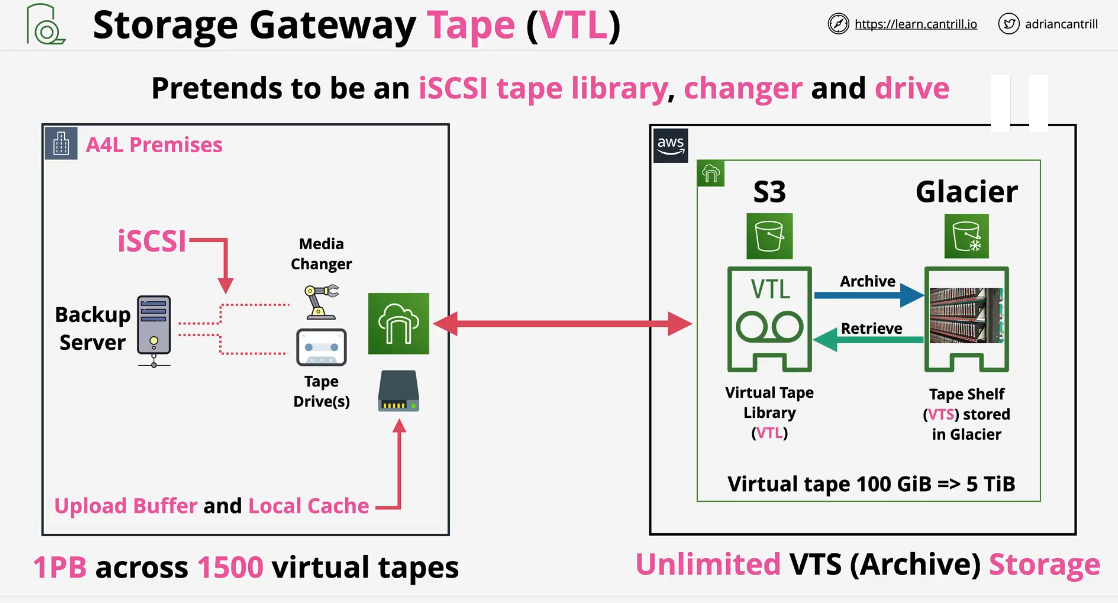 Storage Gateway Tape (VTL)
https://learn.cantrill.io
adriancantrill
Pretends to be an iSCSI tape library, changer and drive
A4L Premises
iSCSI
Media
Changer
Backup
Server
Tape
Drive(s)
Upload Buffer and Local Cache
1PB across 1500 virtual tapes
aws
S3
Glacier
VTL
Archive
Retrieve
Virtual Tape
Library
(VTL)
Tape Shelf
(VTS) stored
in Glacier
Virtual tape 100 GiB => 5 TiB
Unlimited VTS (Archive) Storage